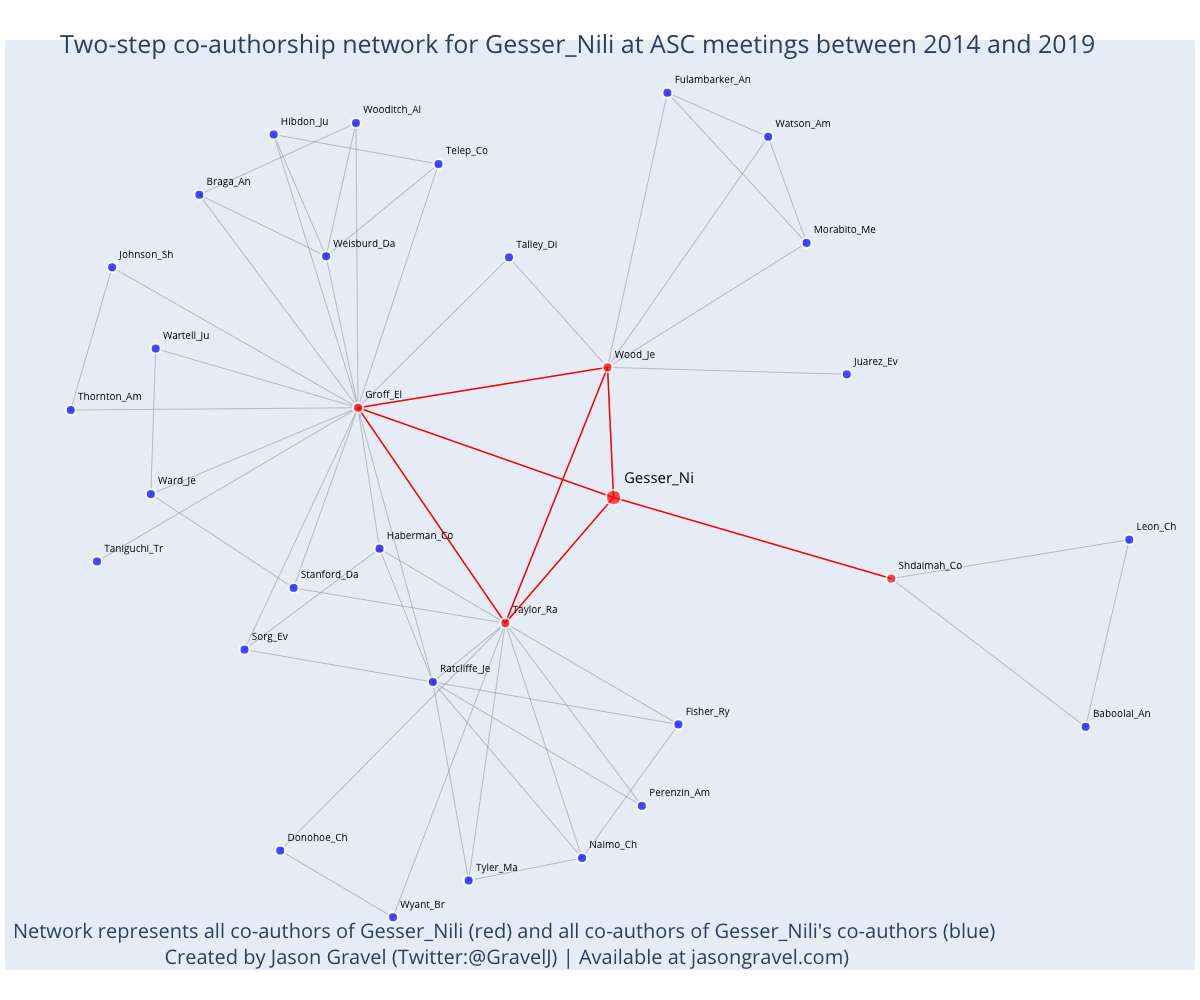 Two-step co-authorship network for Gesser_Nili at ASC meetings between 2014 and 2019
Fulambarker_An
Wooditch_Al
Hibdon_Ju
Watson_Am
Telep_Co
Braga_An
Morabito_Me
Weisburd_Da
Talley_Di
Johnson_Sh
Wartell_Ju
Wood_Je
Juarez_Ev
Thornton_Am
Groff_El
Gesser_Ni
Ward_Je
Leon_Ch
Haberman_Co
Taniguchi_Tr
Shdaimah_Co
Stanford_Da
Taylor_Ra
Sorg_Ev
Ratcliffe_Je
Fisher_Ry
Baboolal_An
Perenzin_Am
Donohoe_Ch
Naimo_Ch
Tyler_Ma
Wyant_Br
Network represents all co-authors of Gesser_Nili (red) and all co-authors of Gesser_Nili's co-authors (blue)
Created by Jason Gravel (Twitter:@GravelJ) | Available at jasongravel.com)